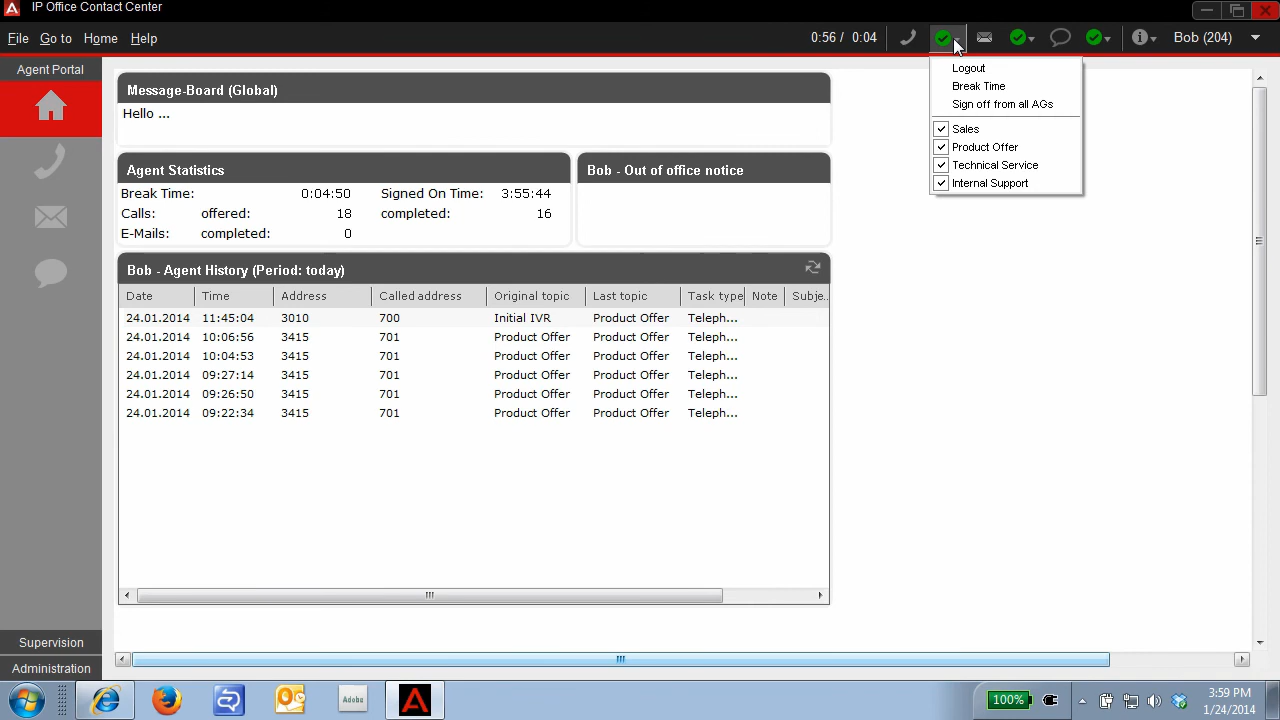 IP Office Contact Center
File Go to Home Help
0:56 / 0:04
Bob (204)
Agent Portal
Logout
Break Time
Sign off from all AGs
Sales
Product Offer
Technical Service
Internal Support
Message-Board (Global)
Hello ...
Agent Statistics
Break Time: 0:04:50 Signed On Time: 3:55:44
Calls: offered: 18 completed: 16
E-Mails: completed: 0
Bob - Out of office notice
Bob - Agent History (Period: today)
Date Time Address Called address Original topic Last topic Task type Note Subje..
24.01.2014 11:45:04 3010 700 Initial IVR Product Offer Teleph...
24.01.2014 10:06:56 3415 701 Product Offer Product Offer Teleph...
24.01.2014 10:04:53 3415 701 Product Offer Product Offer Teleph...
24.01.2014 09:27:14 3415 701 Product Offer Product Offer Teleph...
24.01.2014 09:26:50 3415 701 Product Offer Product Offer Teleph...
24.01.2014 09:22:34 3415 701 Product Offer Product Offer Teleph...
Supervision
Administration
Adobe
100%
3:59 PM
1/24/2014